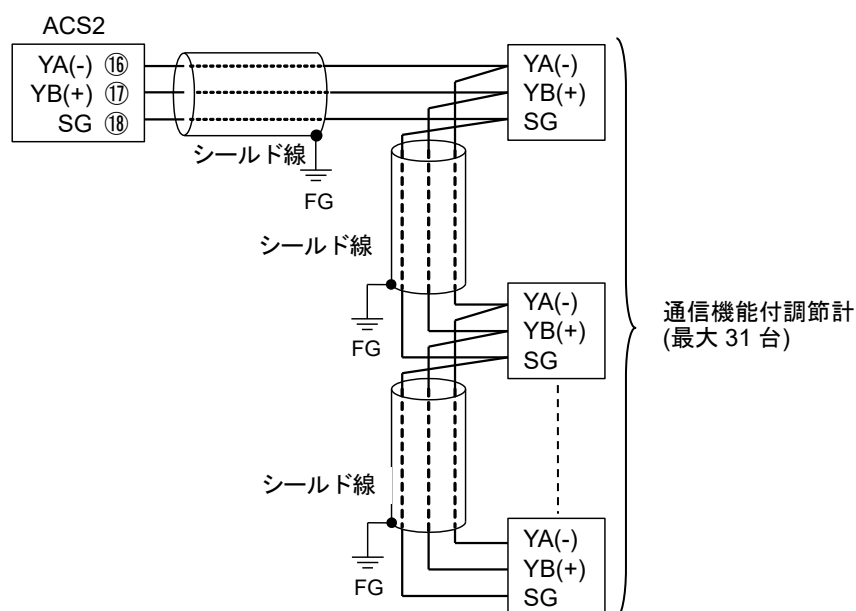 ACS2
YA(-) ⑯
YB(+) ⑰
SG ⑱
シールド線
FG
YA(-)
YB(+)
SG
シールド線
FG
YA(-)
YB(+)
SG
通信機能付調節計
(最大 31 台)
シールド線
FG
YA(-)
YB(+)
SG